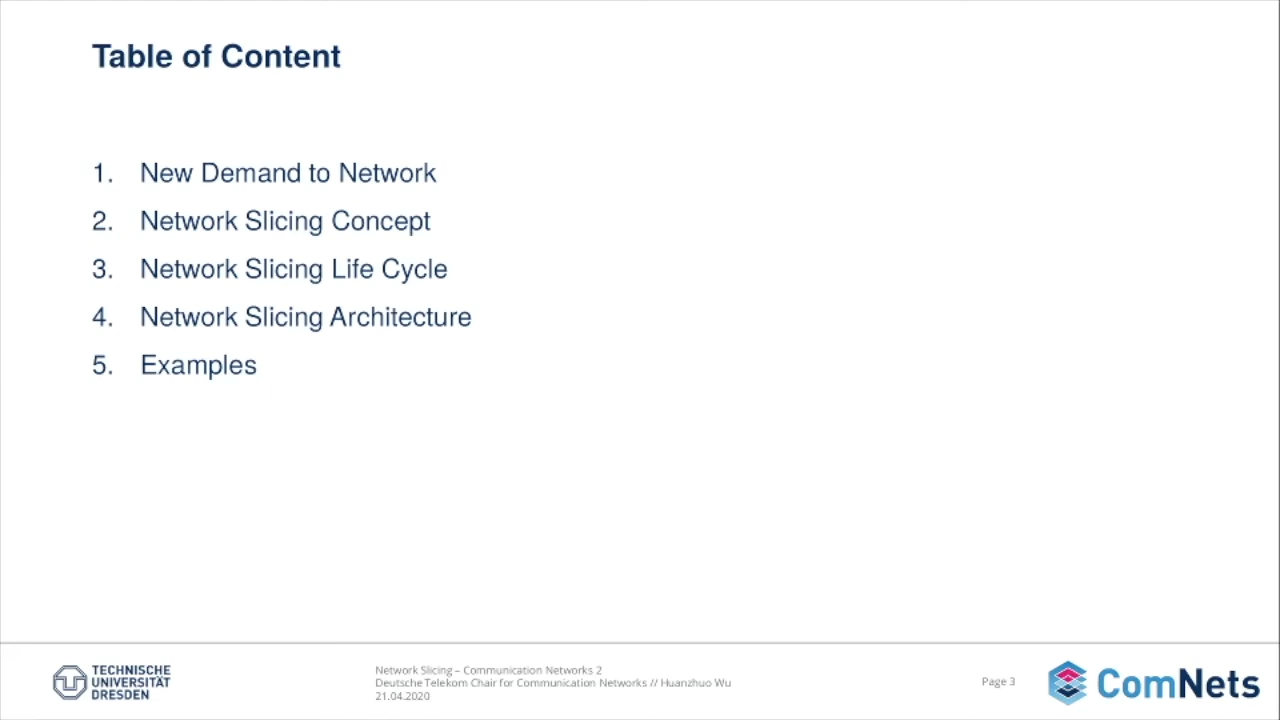 Table of Content
1. New Demand to Network
2. Network Slicing Concept
3. Network Slicing Life Cycle
4. Network Slicing Architecture
5. Examples
TECHNISCHE
UNIVERSITÄT
DRESDEN
Network Slicing – Communication Networks 2
Deutsche Telekom Chair for Communication Networks // Huanzhuo Wu
21.04.2020
Page 3
ComNets